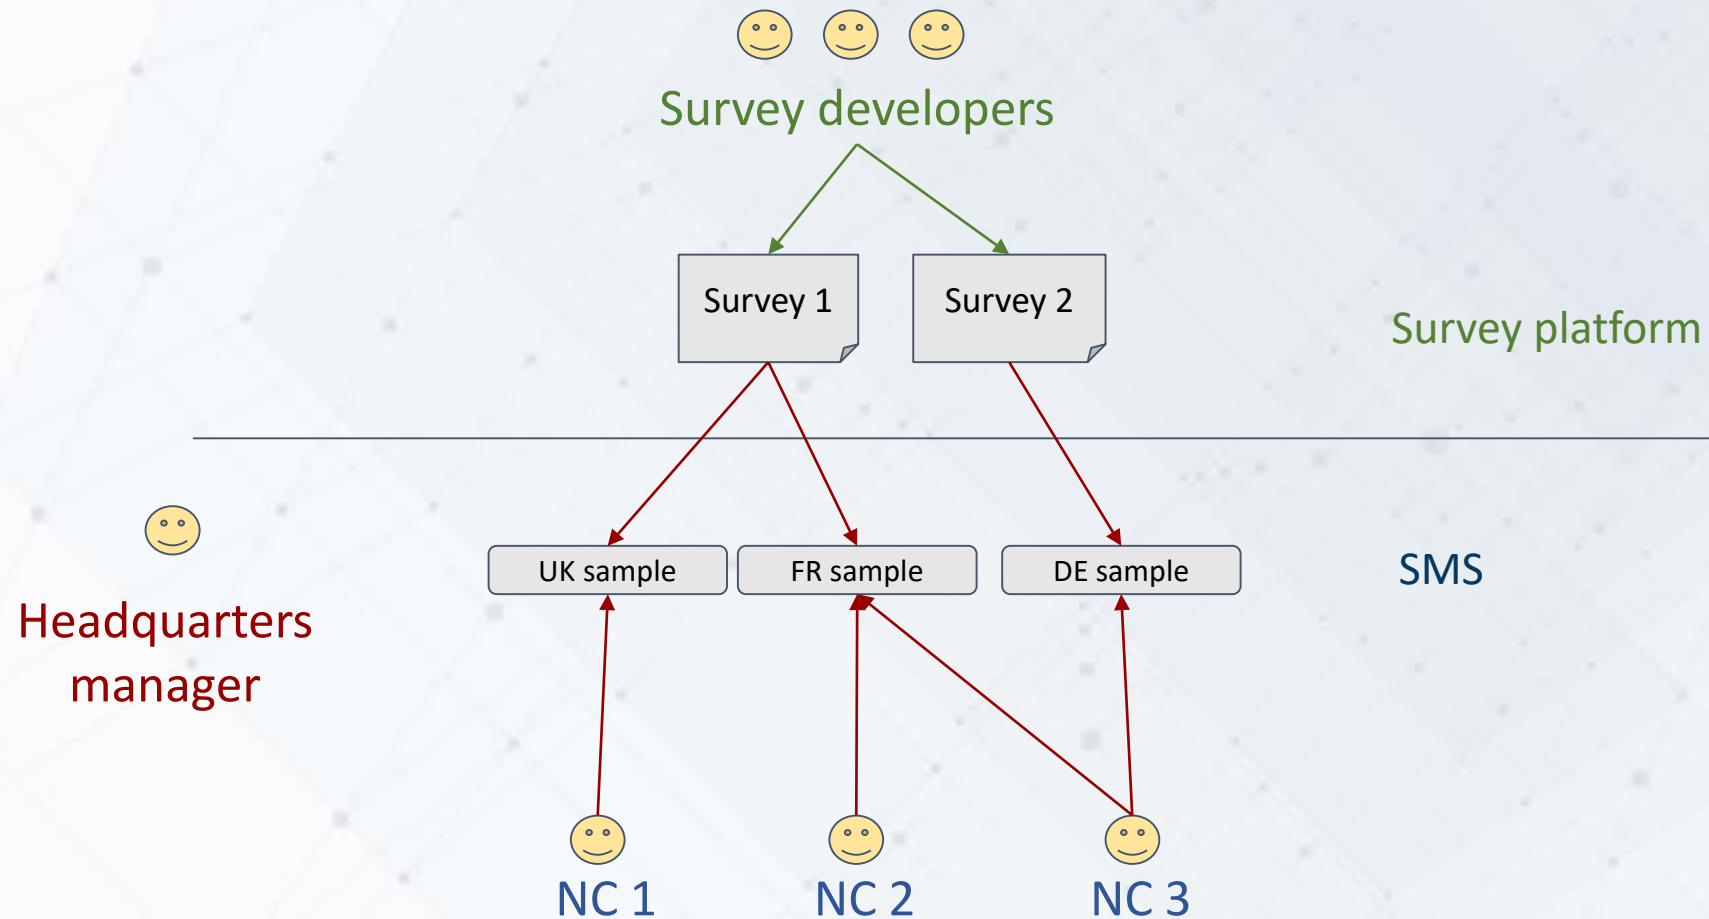 Survey developers
Survey 1
Survey 2
Survey platform
UK sample
FR sample
DE sample
SMS
Headquarters
manager
NC 1
NC 2
NC 3